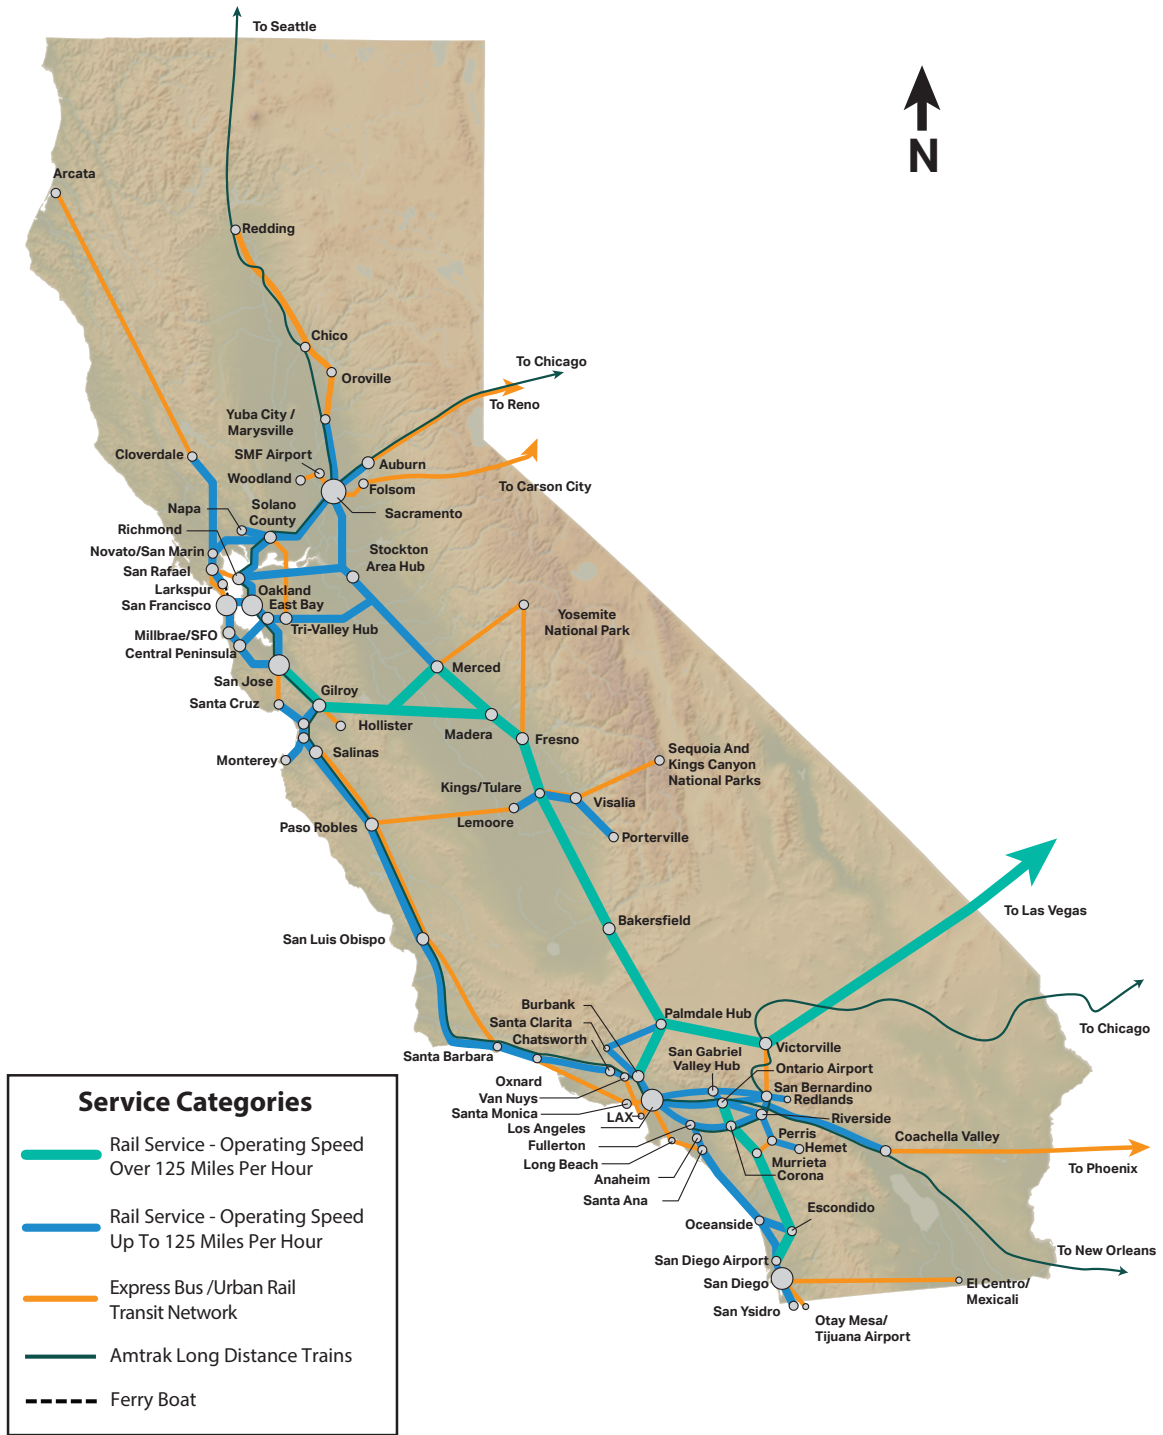 To Seattle
N
Arcata
Redding
Chico
To Chicago
Oroville
To Reno
Yuba City /
Marysville
Cloverdale
SMF Airport
Auburn
Woodland
Folsom
To Carson City
Napa
Solano
County
Sacramento
Richmond
Novato/San Marin
Stockton
Area Hub
San Rafael
Larkspur
Oakland
San Francisco
East Bay
Yosemite
National Park
Tri-Valley Hub
Millbrae/SFO
Central Peninsula
Merced
San Jose
Gilroy
Santa Cruz
Hollister
Madera
Fresno
Salinas
Monterey
Sequoia And
Kings Canyon
National Parks
Kings/Tulare
Visalia
Paso Robles
Lemoore
Porterville
To Las Vegas
Bakersfield
San Luis Obispo
Burbank
Palmdale Hub
Santa Clarita
To Chicago
Chatsworth
Santa Barbara
San Gabriel
Valley Hub
Victorville
Ontario Airport
Oxnard
San Bernardino
Van Nuys
Redlands
Santa Monica
LAX
Riverside
Los Angeles
Perris
Coachella Valley
Fullerton
Hemet
Long Beach
Murrieta
To Phoenix
Anaheim
Corona
Santa Ana
Oceanside
Escondido
San Diego Airport
To New Orleans
San Diego
El Centro/
Mexicali
San Ysidro
Otay Mesa/
Tijuana Airport
Service Categories
Rail Service - Operating Speed
Over 125 Miles Per Hour
Rail Service - Operating Speed
Up To 125 Miles Per Hour
Express Bus /Urban Rail
Transit Network
Amtrak Long Distance Trains
Ferry Boat